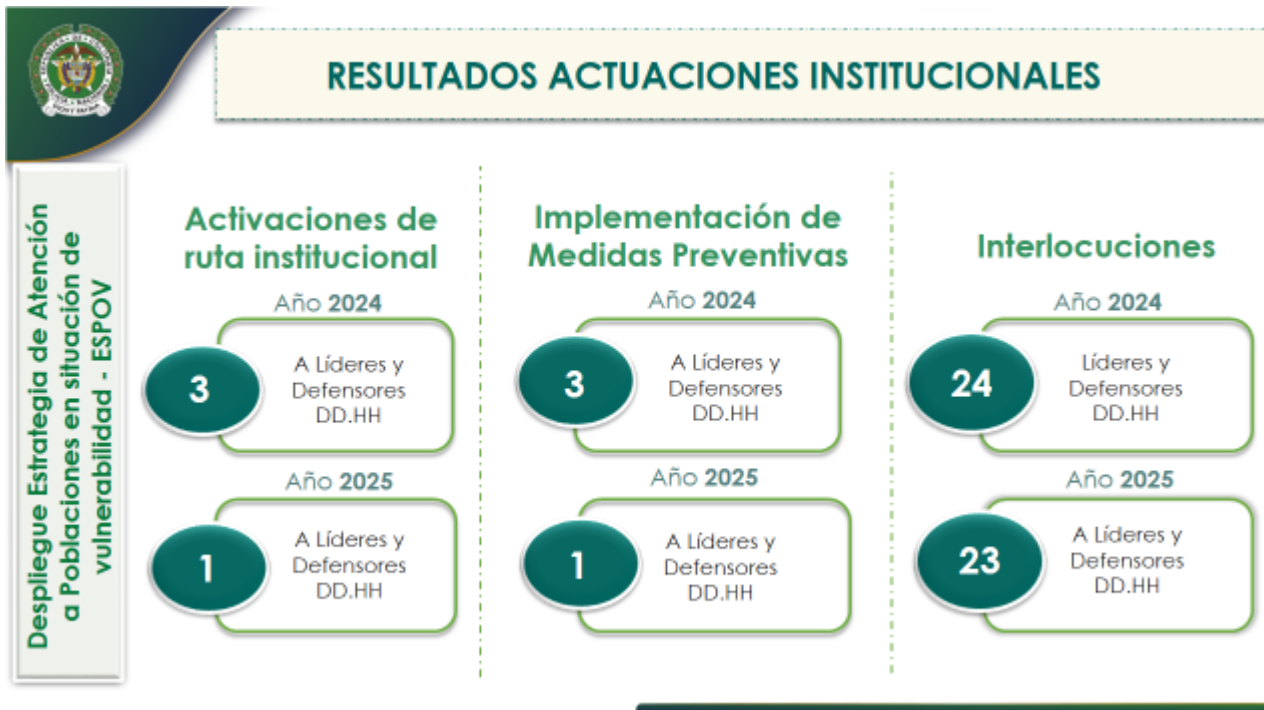 RESULTADOS ACTUACIONES INSTITUCIONALES
Despliegue Estrategia de Atención
a Poblaciones en situación de
vulnerabilidad - ESPOV
Activaciones de
ruta institucional
Año 2024
3
A Líderes y
Defensores
DD.HH
Año 2025
1
A Líderes y
Defensores
DD.HH
Implementación de
Medidas Preventivas
Año 2024
3
A Líderes y
Defensores
DD.HH
Año 2025
1
A Líderes y
Defensores
DD.HH
Interlocuciones
Año 2024
24
Líderes y
Defensores
DD.HH
Año 2025
23
A Líderes y
Defensores
DD.HH